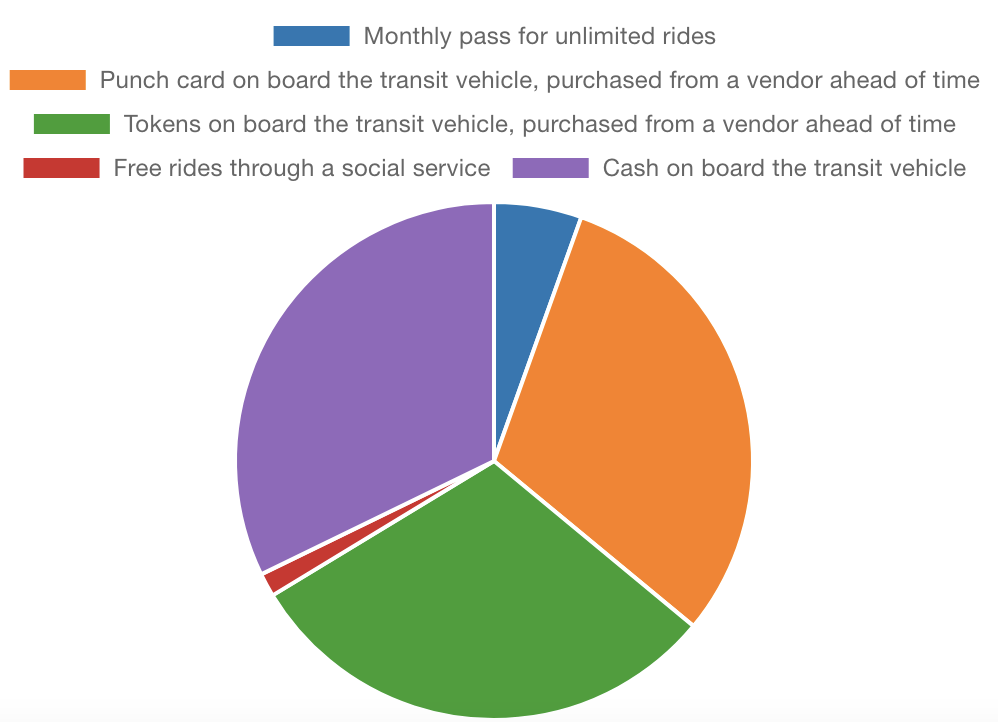 Monthly pass for unlimited rides
Punch card on board the transit vehicle, purchased from a vendor ahead of time
Tokens on board the transit vehicle, purchased from a vendor ahead of time
Free rides through a social service Cash on board the transit vehicle